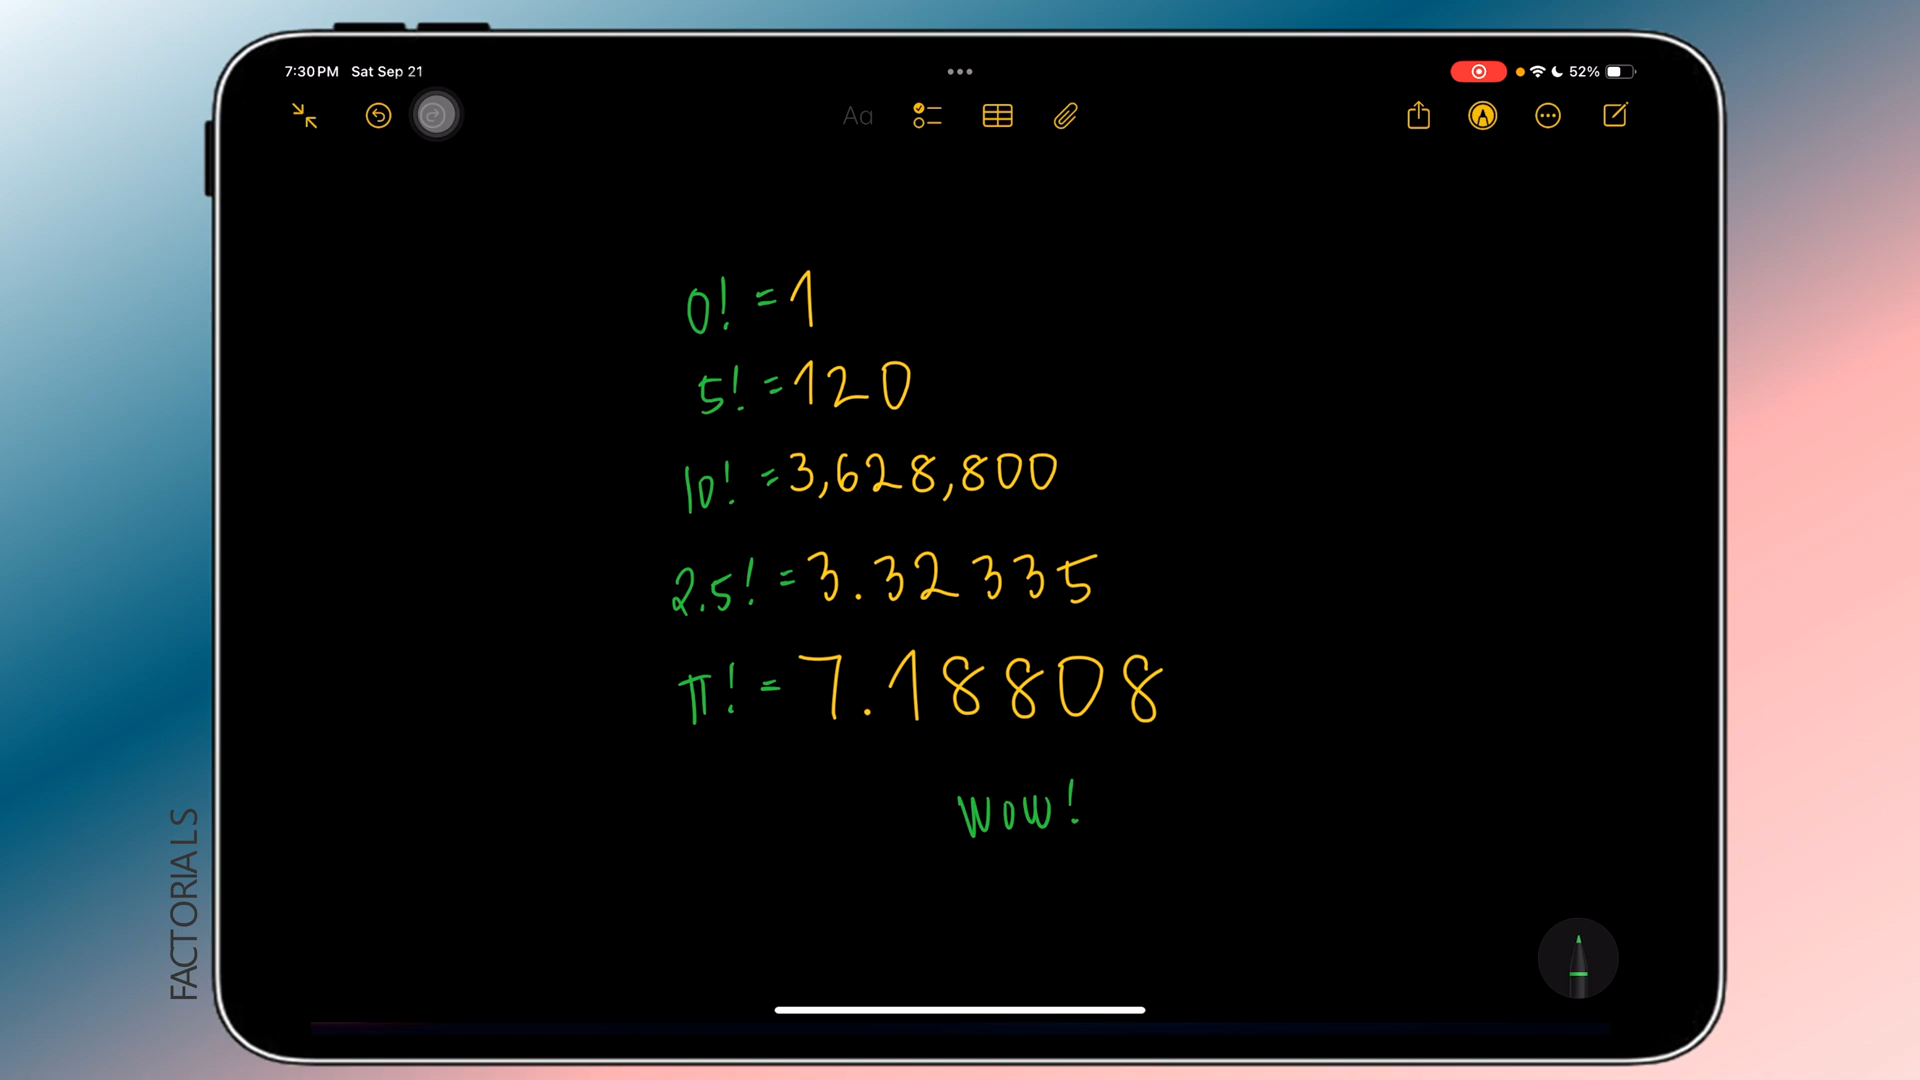 7:30 PM Sat Sep 21
52%
Aa
0! = 1
5! = 120
10! = 3,628,800
2.5! = 3.32335
π! = 7.18808
Wow!
FACTORIALS